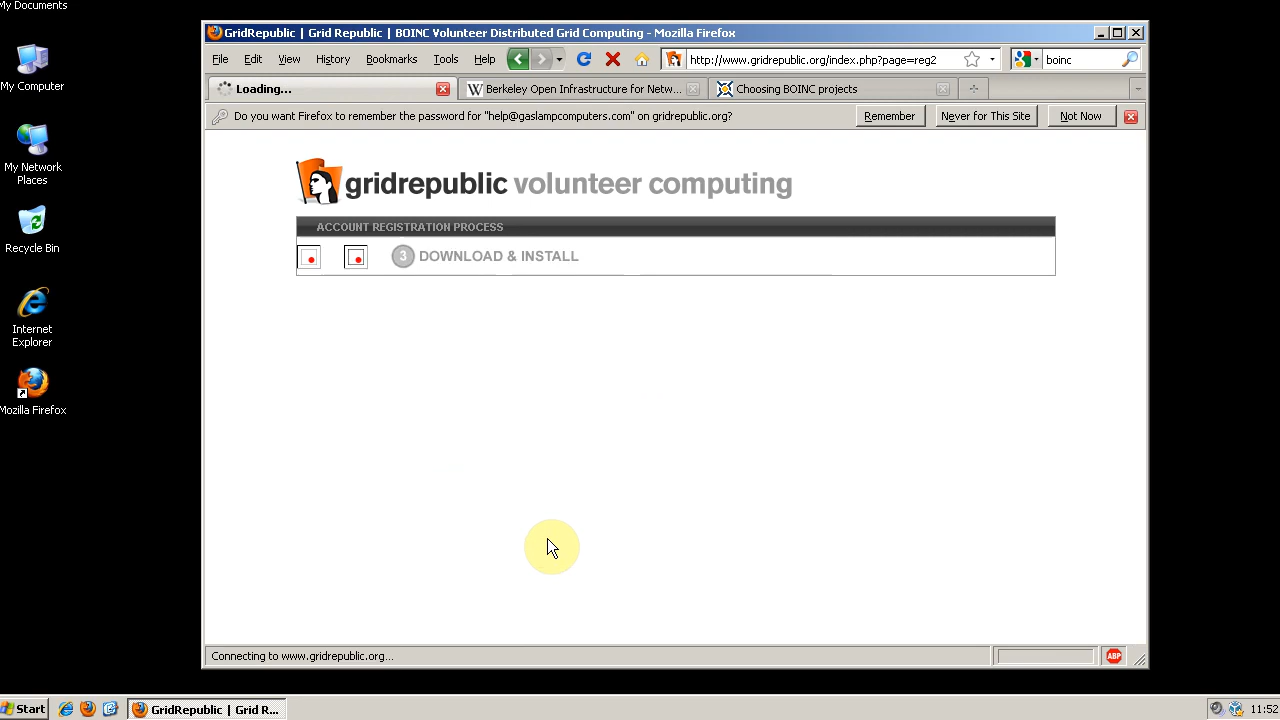 My Documents
My Computer
My Network
Places
Recycle Bin
Internet
Explorer
Mozilla Firefox
GridRepublic | Grid Republic | BOINC Volunteer Distributed Grid Computing - Mozilla Firefox
File Edit View History Bookmarks Tools Help
http://www.gridrepublic.org/index.php?page=reg2
boinc
Loading...
Berkeley Open Infrastructure for Netw...
Choosing BOINC projects
Do you want Firefox to remember the password for "help@gaslampcomputers.com" on gridrepublic.org?
Remember
Never for This Site
Not Now
gridrepublic volunteer computing
ACCOUNT REGISTRATION PROCESS
3 DOWNLOAD & INSTALL
Connecting to www.gridrepublic.org...
ABP
Start
GridRepublic | Grid R...
11:52